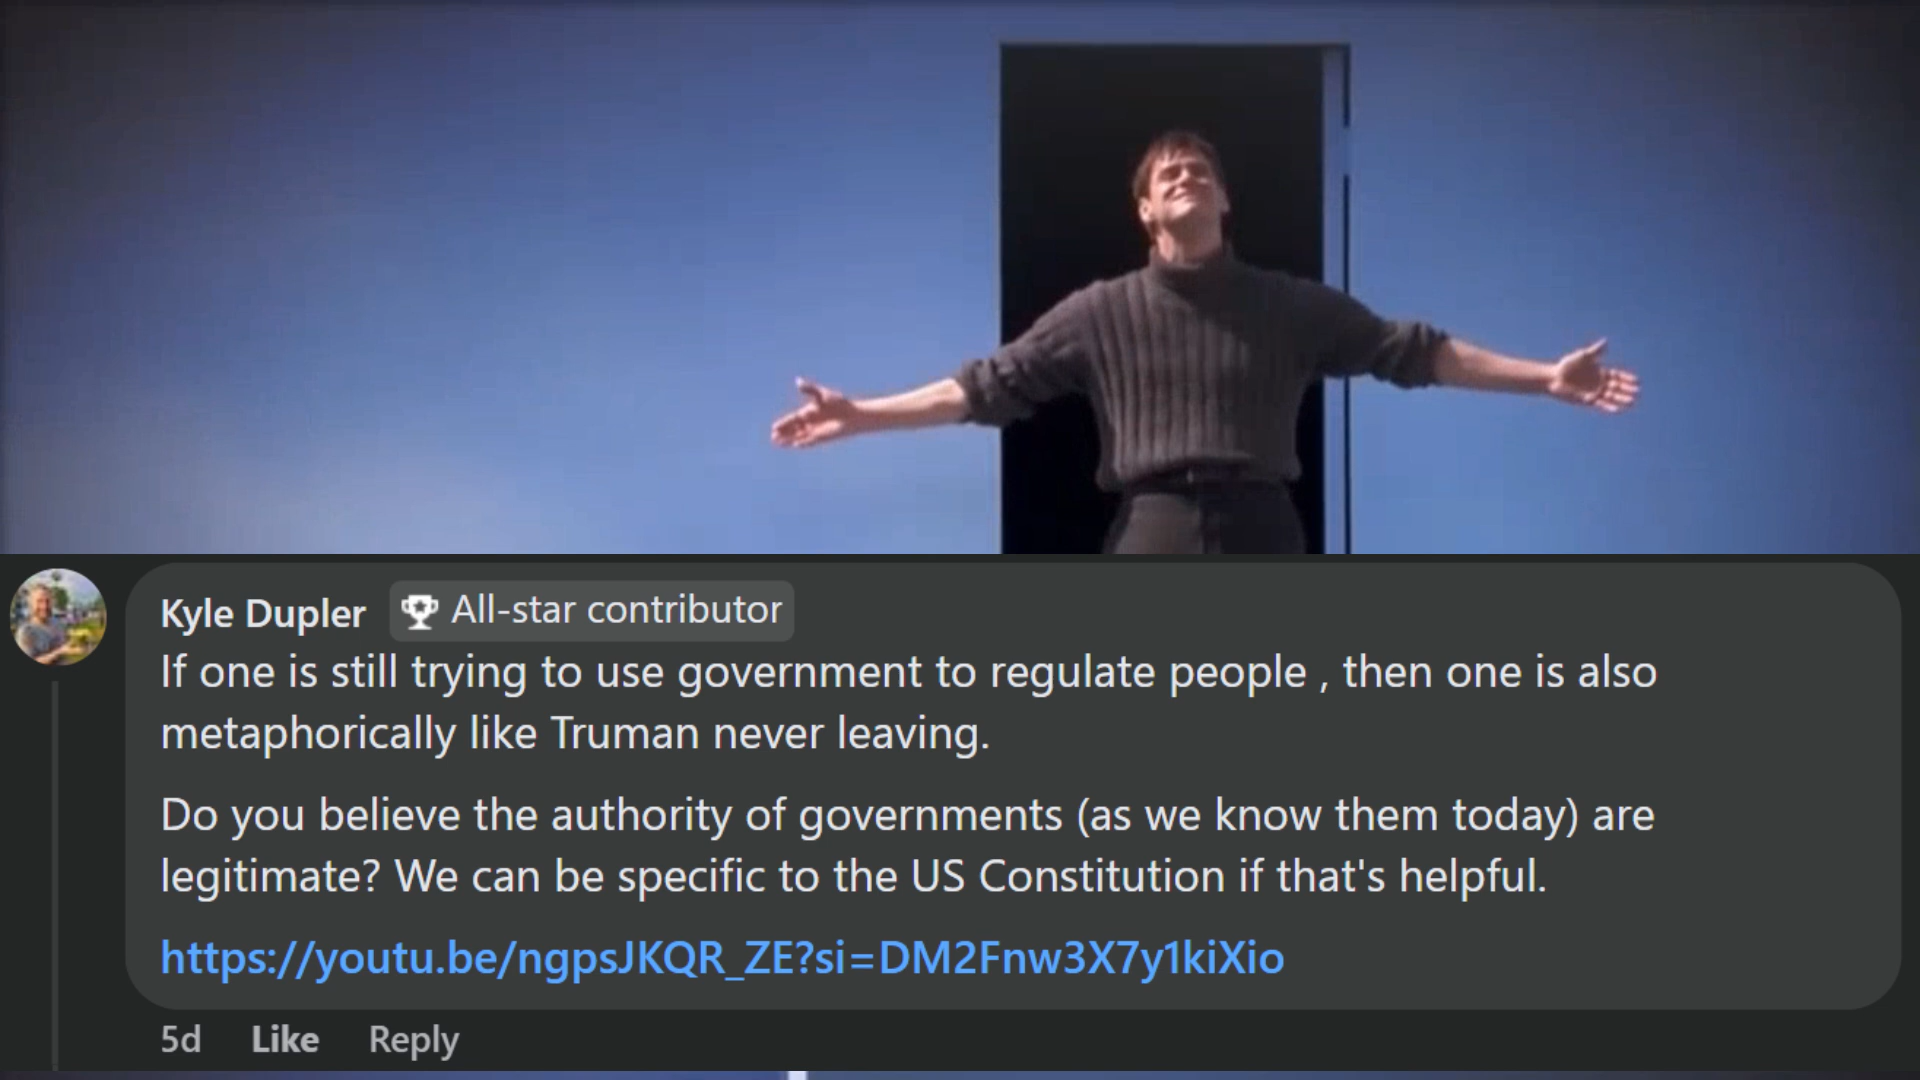 Kyle Dupler All-star contributor
If one is still trying to use government to regulate people , then one is also
metaphorically like Truman never leaving.
Do you believe the authority of governments (as we know them today) are
legitimate? We can be specific to the US Constitution if that's helpful.
https://youtu.be/ngpsJKQR_ZE?si=DM2Fnw3X7y1kiXio
5d Like Reply